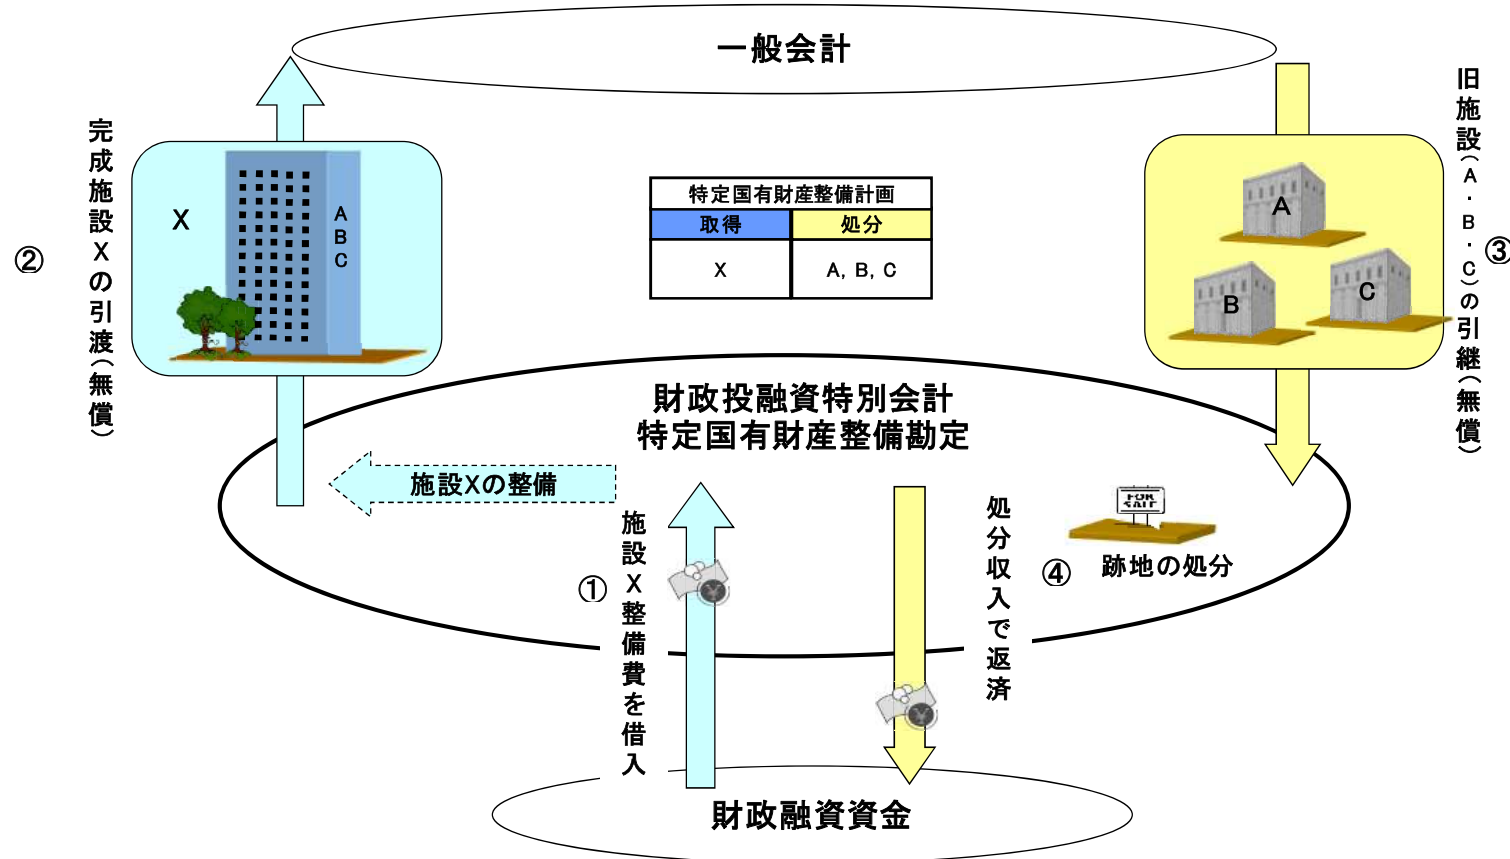 一般会計
② 完成施設Xの引渡(無償)
X
A
B
C
特定国有財産整備計画
取得 処分
X A, B, C
A
B
C
③ 旧施設(A・B・C)の引継(無償)
財政投融資特別会計
特定国有財産整備勘定
施設Xの整備
① 施設X整備費を借入
処分収入で返済
FOR
SALE
④ 跡地の処分
財政融資資金